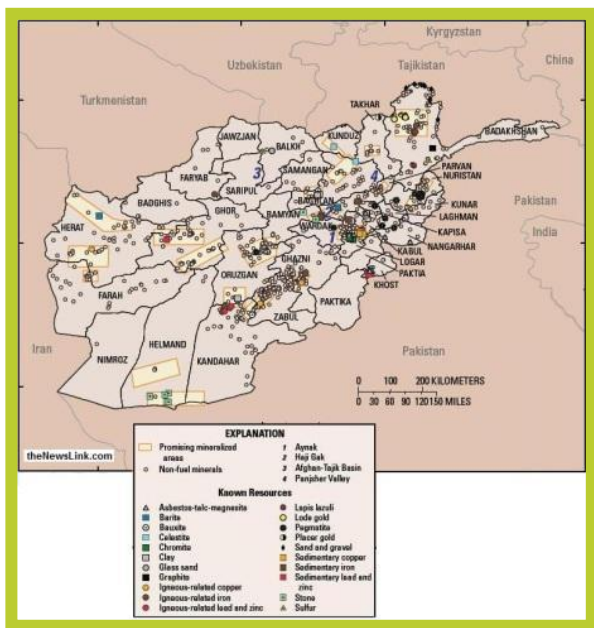 Kyrgyzstan
Uzbekistan
Tajikistan
China
Turkmenistan
TAKHAR
JAWZJAN
BALKH
KUNDUZ
BADAKHSHAN
SAMANGAN
PARVAN
NURISTAN
FARYAB
SARIPUL
3
4
BADGHIS
BAGHLAN
KUNAR
Pakistan
GHOR
BAMYAN
LAGHMAN
HERAT
WARDAK
KAPISA
India
1
KABUL
NANGARHAR
GHAZNI
LOGAR
ORUZGAN
PAKTIA
KHOST
FARAH
PAKTIKA
ZABUL
Iran
HELMAND
NIMROZ
KANDAHAR
Pakistan
0 100 200 KILOMETERS
0 30 60 90 120 150 MILES
theNewsLink.com
EXPLANATION
Promising mineralized areas
Non-fuel minerals
1 Aynak
2 Haji Gak
3 Afghan-Tajik Basin
4 Panjsher Valley
Known Resources
Asbestos-talc-magnesite
Barite
Bauxite
Celestite
Chromite
Clay
Glass sand
Graphite
Igneous-related copper
Igneous-related iron
Igneous-related lead and zinc
Lapis lazuli
Lode gold
Pegmatite
Placer gold
Sand and gravel
Sedimentary copper
Sedimentary iron
Sedimentary lead and
zinc
Stone
Sulfur